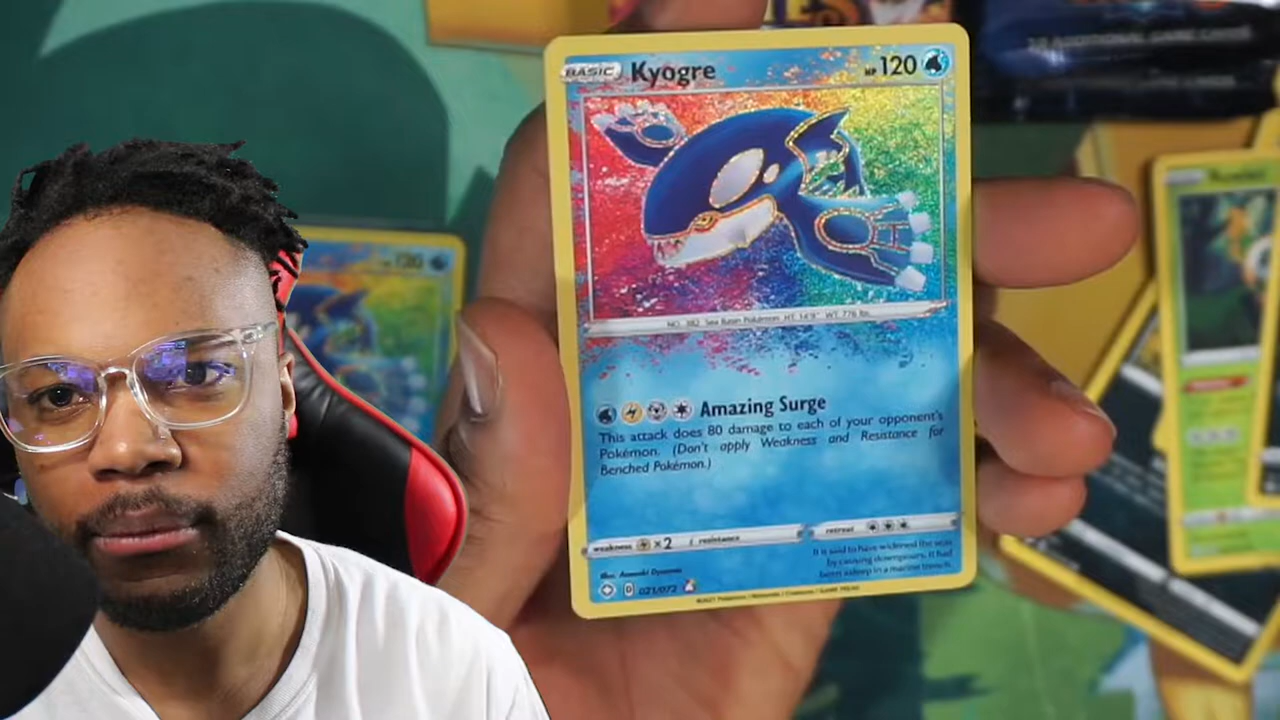 BASIC Kyogre HP 120
NO. 382 Sea Basin Pokémon HT: 14'9" WT: 776 lbs.
Amazing Surge
This attack does 80 damage to each of your opponent's
Pokémon. (Don't apply Weakness and Resistance for
Benched Pokémon.)
weakness ×2 resistance retreat
It is said to have widened the seas
by causing downpours. It had
been asleep in a marine trench.
021/072
120